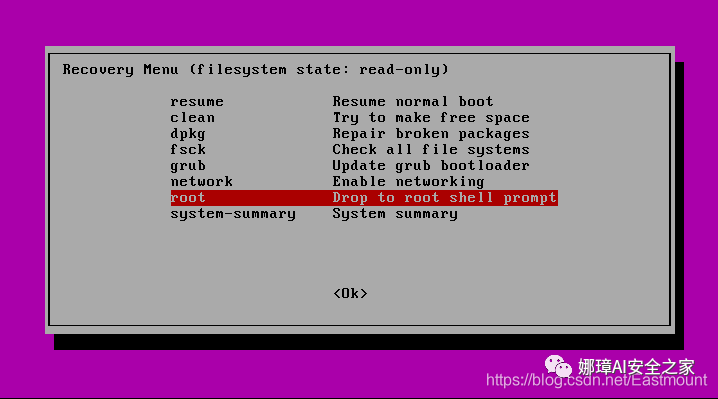 Recovery Menu (filesystem state: read-only)
resume Resume normal boot
clean Try to make free space
dpkg Repair broken packages
fsck Check all file systems
grub Update grub bootloader
network Enable networking
root Drop to root shell prompt
system-summary System summary
<Ok>
娜璋AI安全之家
https://blog.csdn.net/Eastmount